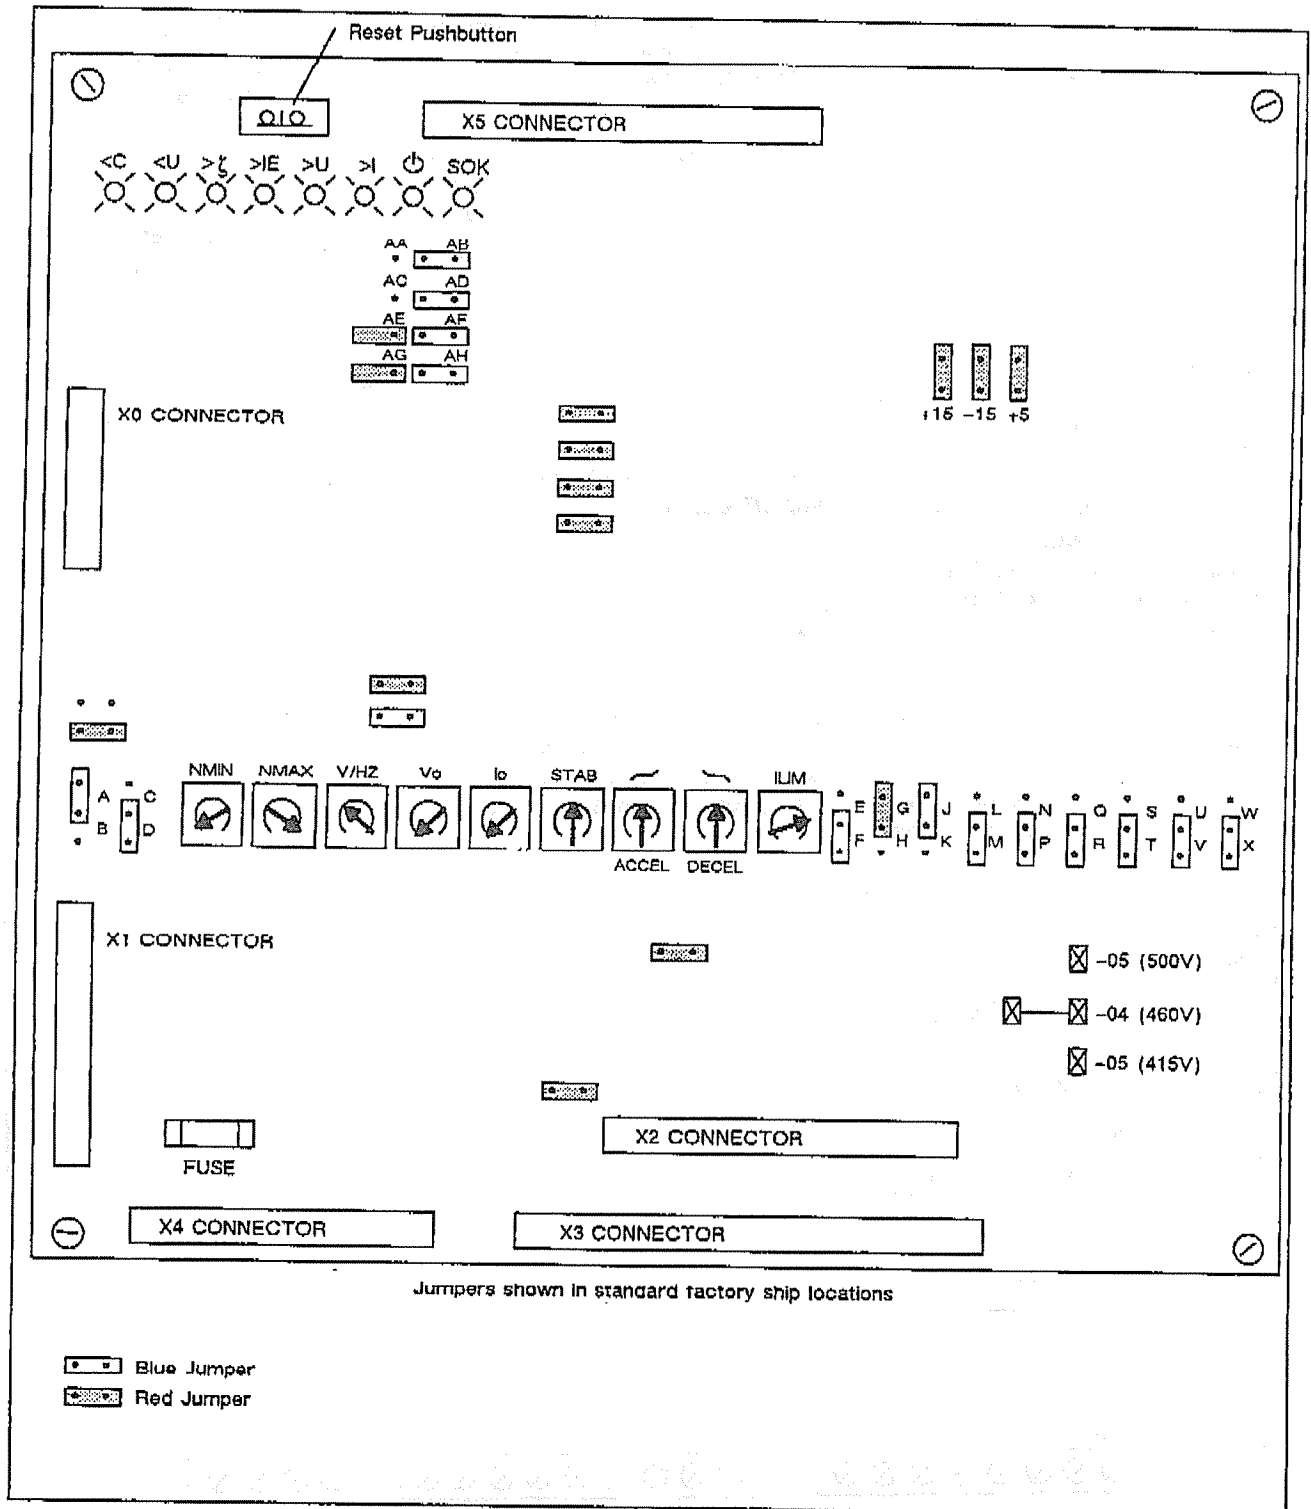 Reset Pushbutton
X5 CONNECTOR
<C <U >ζ >IE >U >I SOK
AA AB
AC AD
AE AF
AG AH
X0 CONNECTOR
+15 -15 +5
NMIN NMAX V/HZ Vo Io STAB ILIM
A C E G J L N Q S U W
B D F H K M P R T V X
ACCEL DECEL
X1 CONNECTOR
-05 (500V)
-04 (460V)
-05 (415V)
X2 CONNECTOR
FUSE
X4 CONNECTOR
X3 CONNECTOR
Jumpers shown in standard factory ship locations
Blue Jumper
Red Jumper